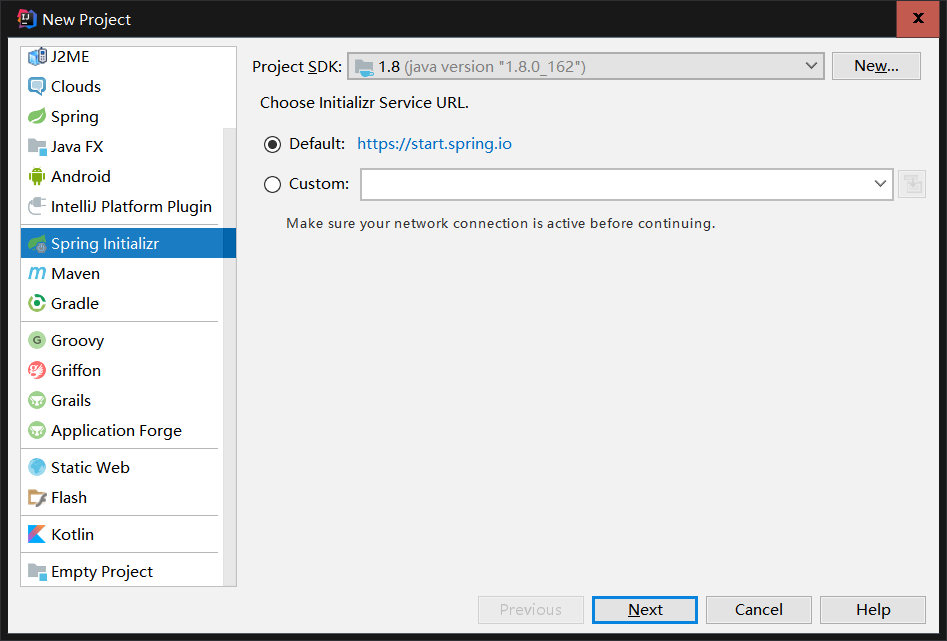 New Project
J2ME
Clouds
Spring
Java FX
Android
IntelliJ Platform Plugin
Spring Initializr
Maven
Gradle
Groovy
Griffon
Grails
Application Forge
Static Web
Flash
Kotlin
Empty Project
Project SDK: 1.8 (java version "1.8.0_162") New...
Choose Initializr Service URL.
Default: https://start.spring.io
Custom:
Make sure your network connection is active before continuing.
Previous Next Cancel Help